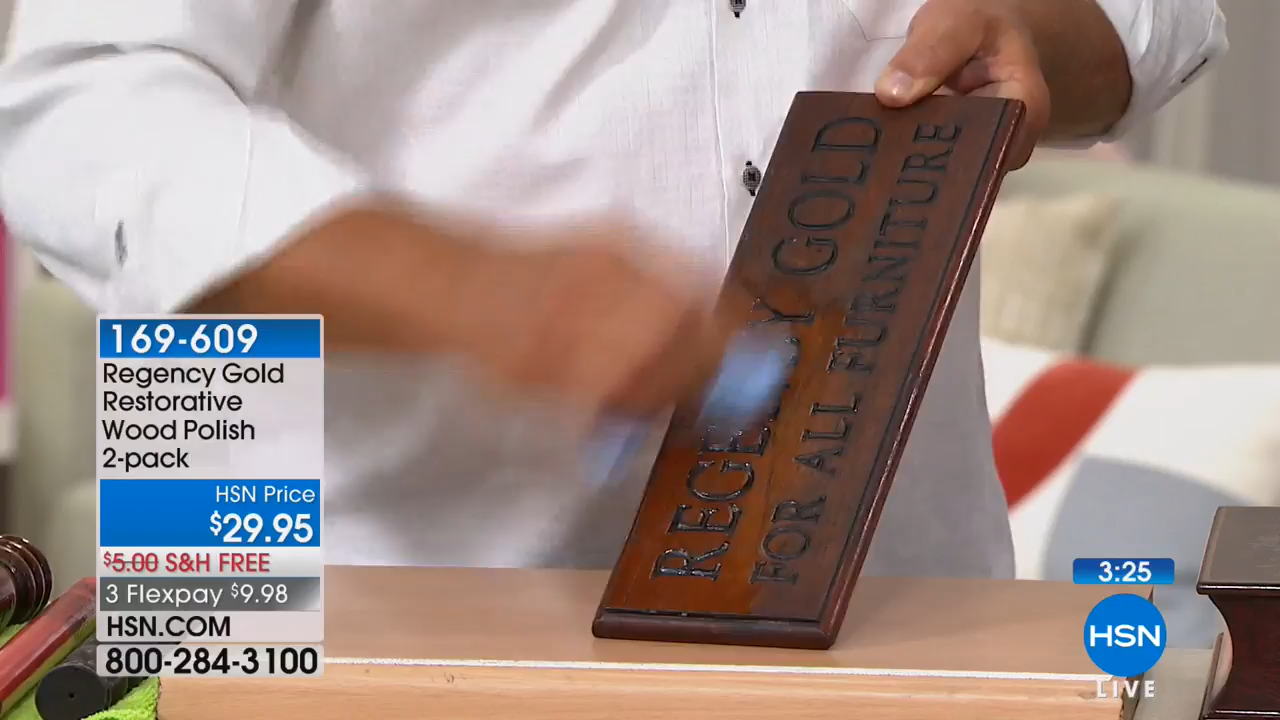 REGENCY GOLD
FOR ALL FURNITURE
169-609
Regency Gold
Restorative
Wood Polish
2-pack
HSN Price
$29.95
$5.00 S&H FREE
3 Flexpay $9.98
HSN.COM
800-284-3100
3:25
HSN
LIVE